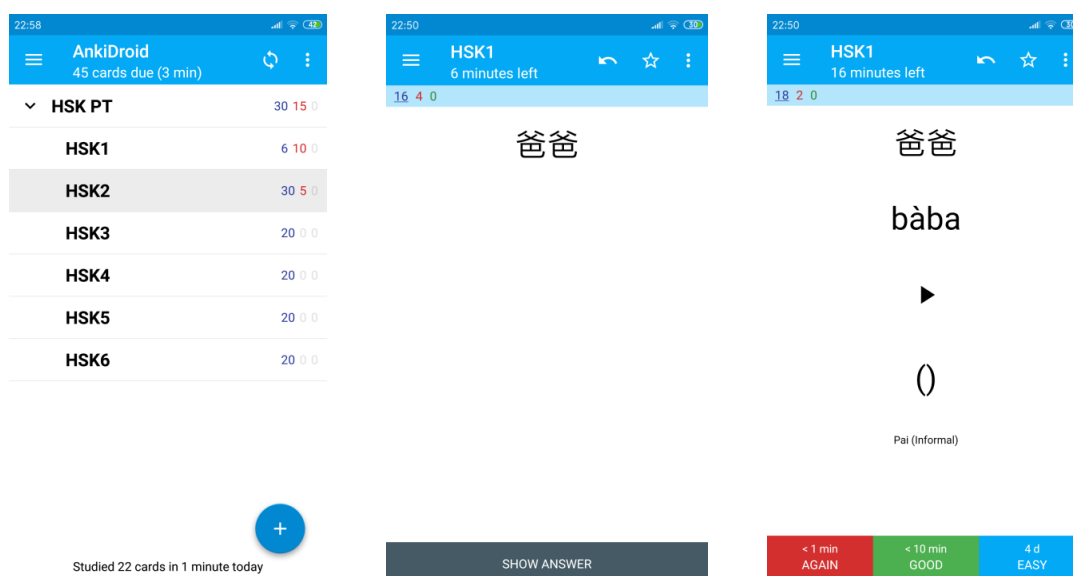 22:58
42
AnkiDroid
45 cards due (3 min)
HSK PT 30 15 0
HSK1 6 10 0
HSK2 30 5 0
HSK3 20 0 0
HSK4 20 0 0
HSK5 20 0 0
HSK6 20 0 0
+
Studied 22 cards in 1 minute today
22:50
30
HSK1
6 minutes left
16 4 0
爸爸
SHOW ANSWER
22:50
30
HSK1
16 minutes left
18 2 0
爸爸
bàba
()
Pai (Informal)
< 1 min
AGAIN
< 10 min
GOOD
4 d
EASY